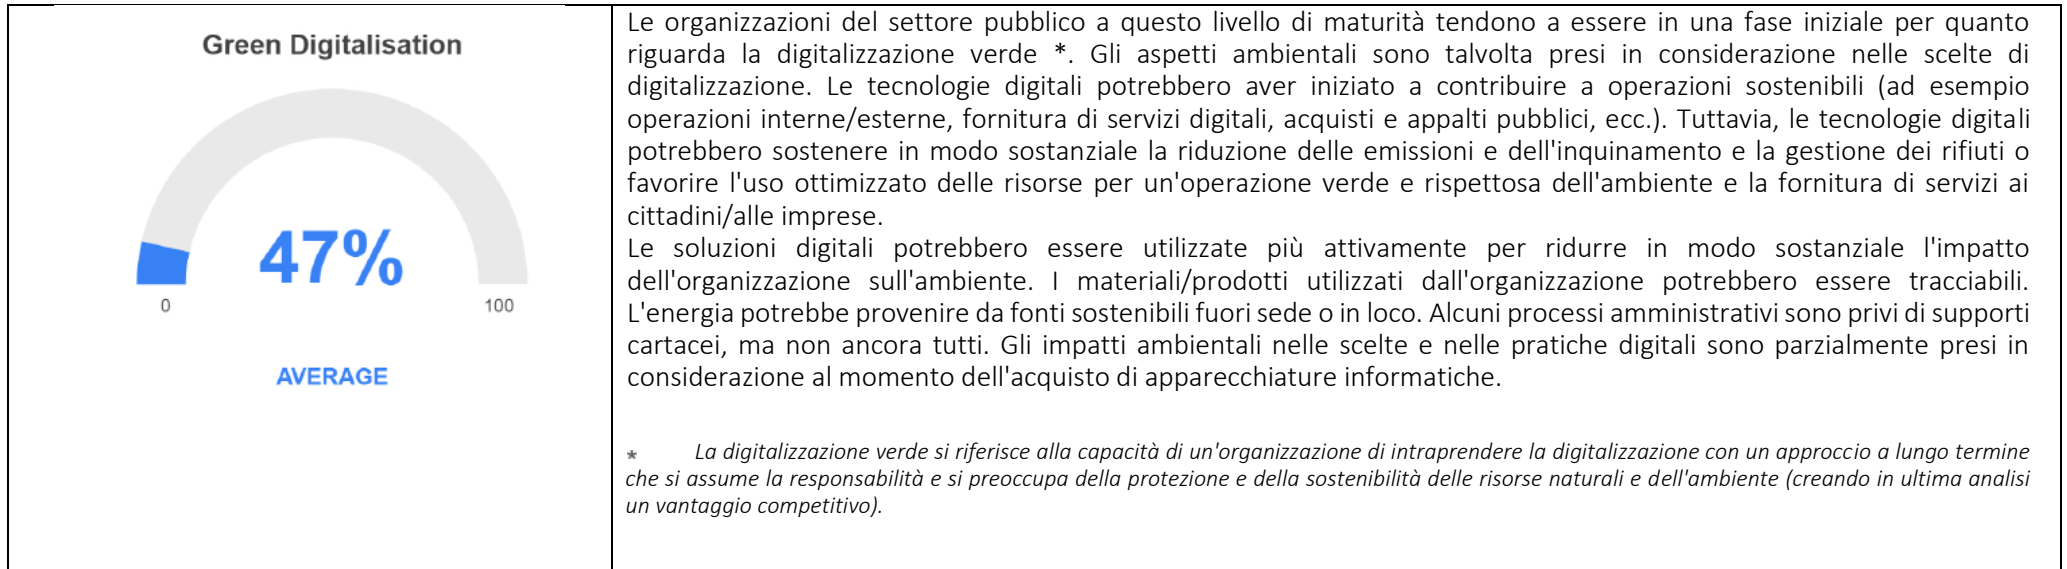 Green Digitalisation
47%
0
100
AVERAGE
Le organizzazioni del settore pubblico a questo livello di maturità tendono a essere in una fase iniziale per quanto
riguarda la digitalizzazione verde *. Gli aspetti ambientali sono talvolta presi in considerazione nelle scelte di
digitalizzazione. Le tecnologie digitali potrebbero aver iniziato a contribuire a operazioni sostenibili (ad esempio
operazioni interne/esterne, fornitura di servizi digitali, acquisti e appalti pubblici, ecc.). Tuttavia, le tecnologie digitali
potrebbero sostenere in modo sostanziale la riduzione delle emissioni e dell'inquinamento e la gestione dei rifiuti o
favorire l'uso ottimizzato delle risorse per un'operazione verde e rispettosa dell'ambiente e la fornitura di servizi ai
cittadini/alle imprese.
Le soluzioni digitali potrebbero essere utilizzate più attivamente per ridurre in modo sostanziale l'impatto
dell'organizzazione sull'ambiente. I materiali/prodotti utilizzati dall'organizzazione potrebbero essere tracciabili.
L'energia potrebbe provenire da fonti sostenibili fuori sede o in loco. Alcuni processi amministrativi sono privi di supporti
cartacei, ma non ancora tutti. Gli impatti ambientali nelle scelte e nelle pratiche digitali sono parzialmente presi in
considerazione al momento dell'acquisto di apparecchiature informatiche.
* La digitalizzazione verde si riferisce alla capacità di un'organizzazione di intraprendere la digitalizzazione con un approccio a lungo termine
che si assume la responsabilità e si preoccupa della protezione e della sostenibilità delle risorse naturali e dell'ambiente (creando in ultima analisi
un vantaggio competitivo).